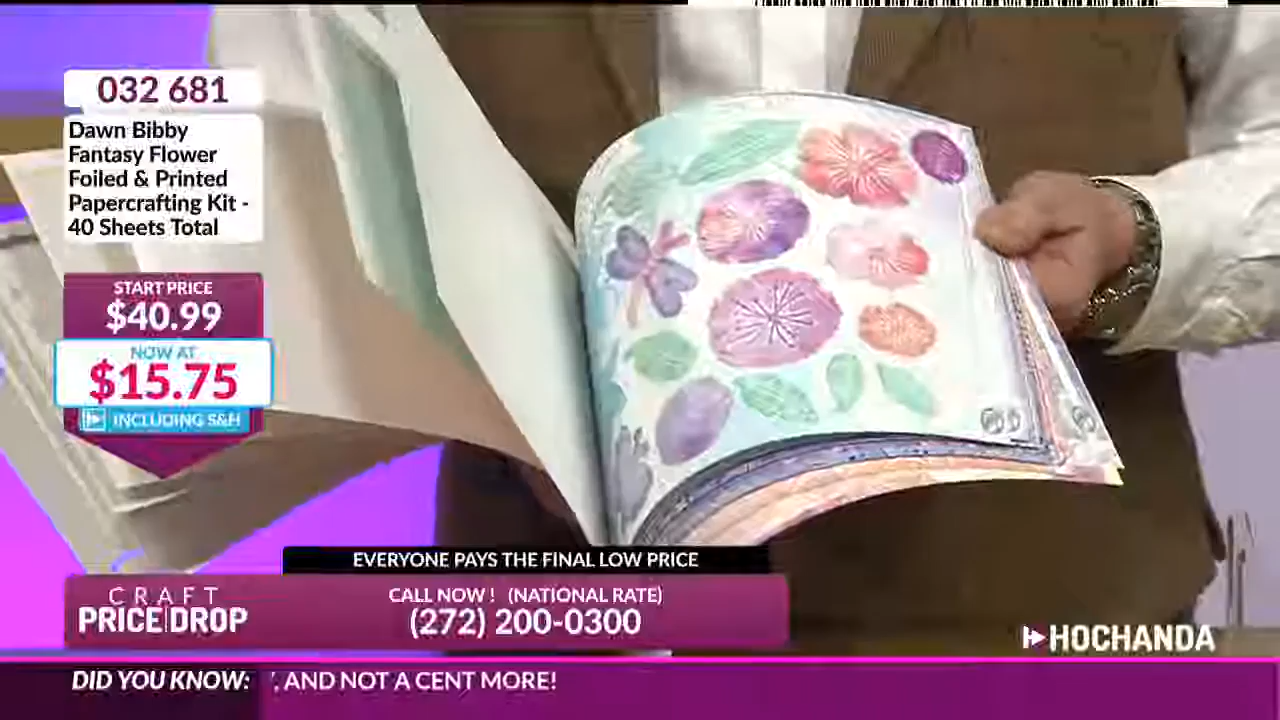 032 681
Dawn Bibby
Fantasy Flower
Foiled & Printed
Papercrafting Kit -
40 Sheets Total
START PRICE
$40.99
NOW AT
$15.75
INCLUDING S&H
EVERYONE PAYS THE FINAL LOW PRICE
CRAFT
PRICE DROP
CALL NOW! (NATIONAL RATE)
(272) 200-0300
HOCHANDA
DID YOU KNOW: , AND NOT A CENT MORE!